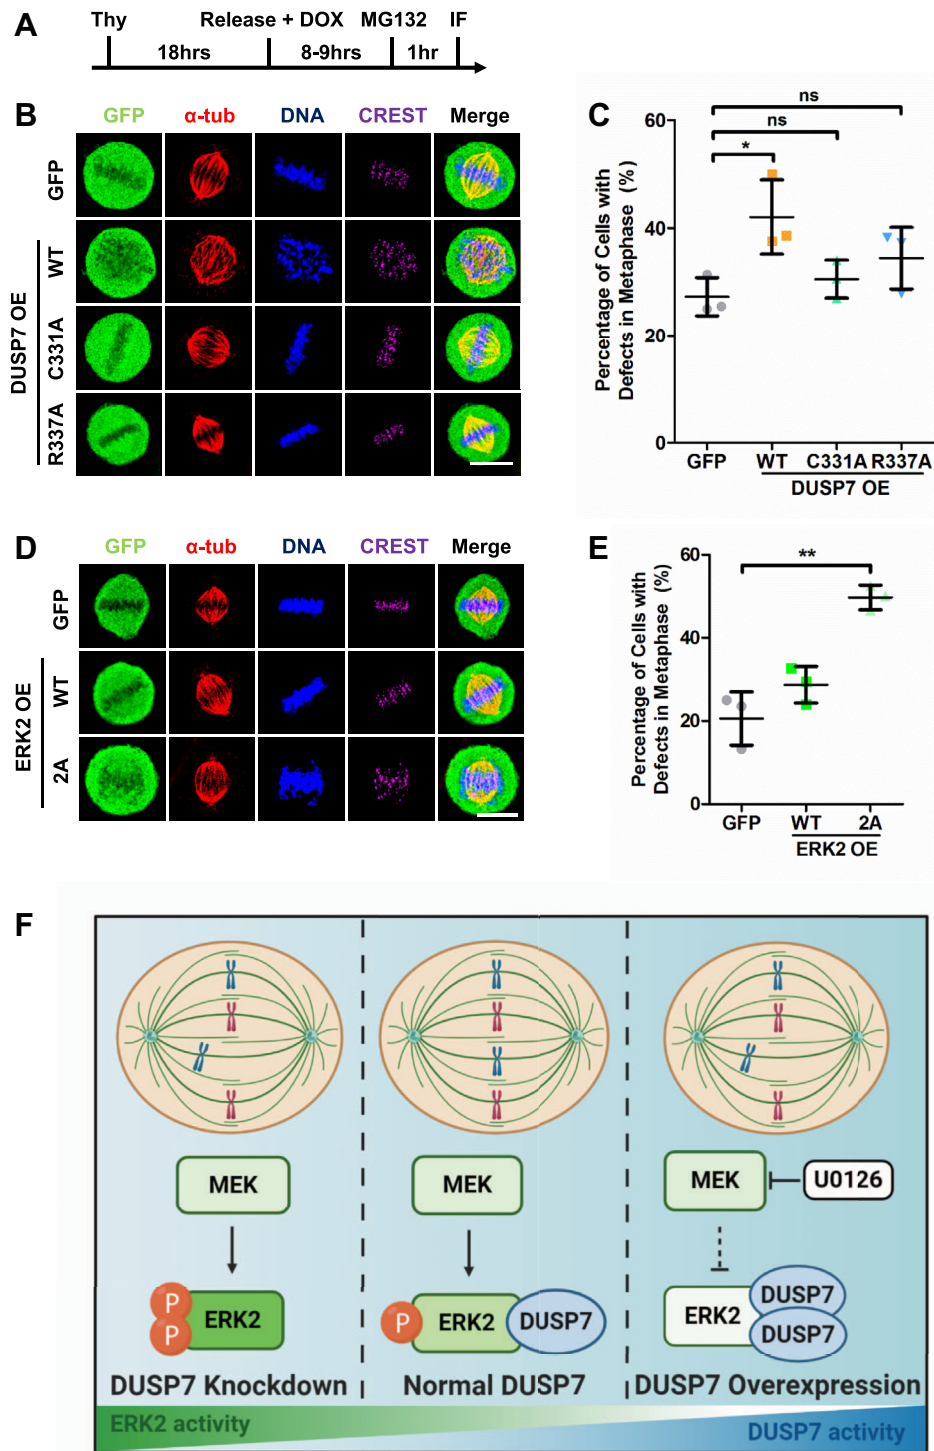 A
Thy Release + DOX MG132 IF
18hrs 8-9hrs 1hr
B
GFP α-tub DNA CREST Merge
GFP
WT
C331A
R337A
DUSP7 OE
C
ns
ns
*
Percentage of Cells with
Defects in Metaphase (%)
60
40
20
0
GFP WT C331A R337A
DUSP7 OE
D
GFP α-tub DNA CREST Merge
GFP
WT
2A
ERK2 OE
E
**
Percentage of Cells with
Defects in Metaphase (%)
60
40
20
0
GFP WT 2A
ERK2 OE
F
MEK MEK MEK U0126
P
P
ERK2
P ERK2 DUSP7
ERK2 DUSP7
DUSP7
DUSP7 Knockdown Normal DUSP7 DUSP7 Overexpression
ERK2 activity
DUSP7 activity